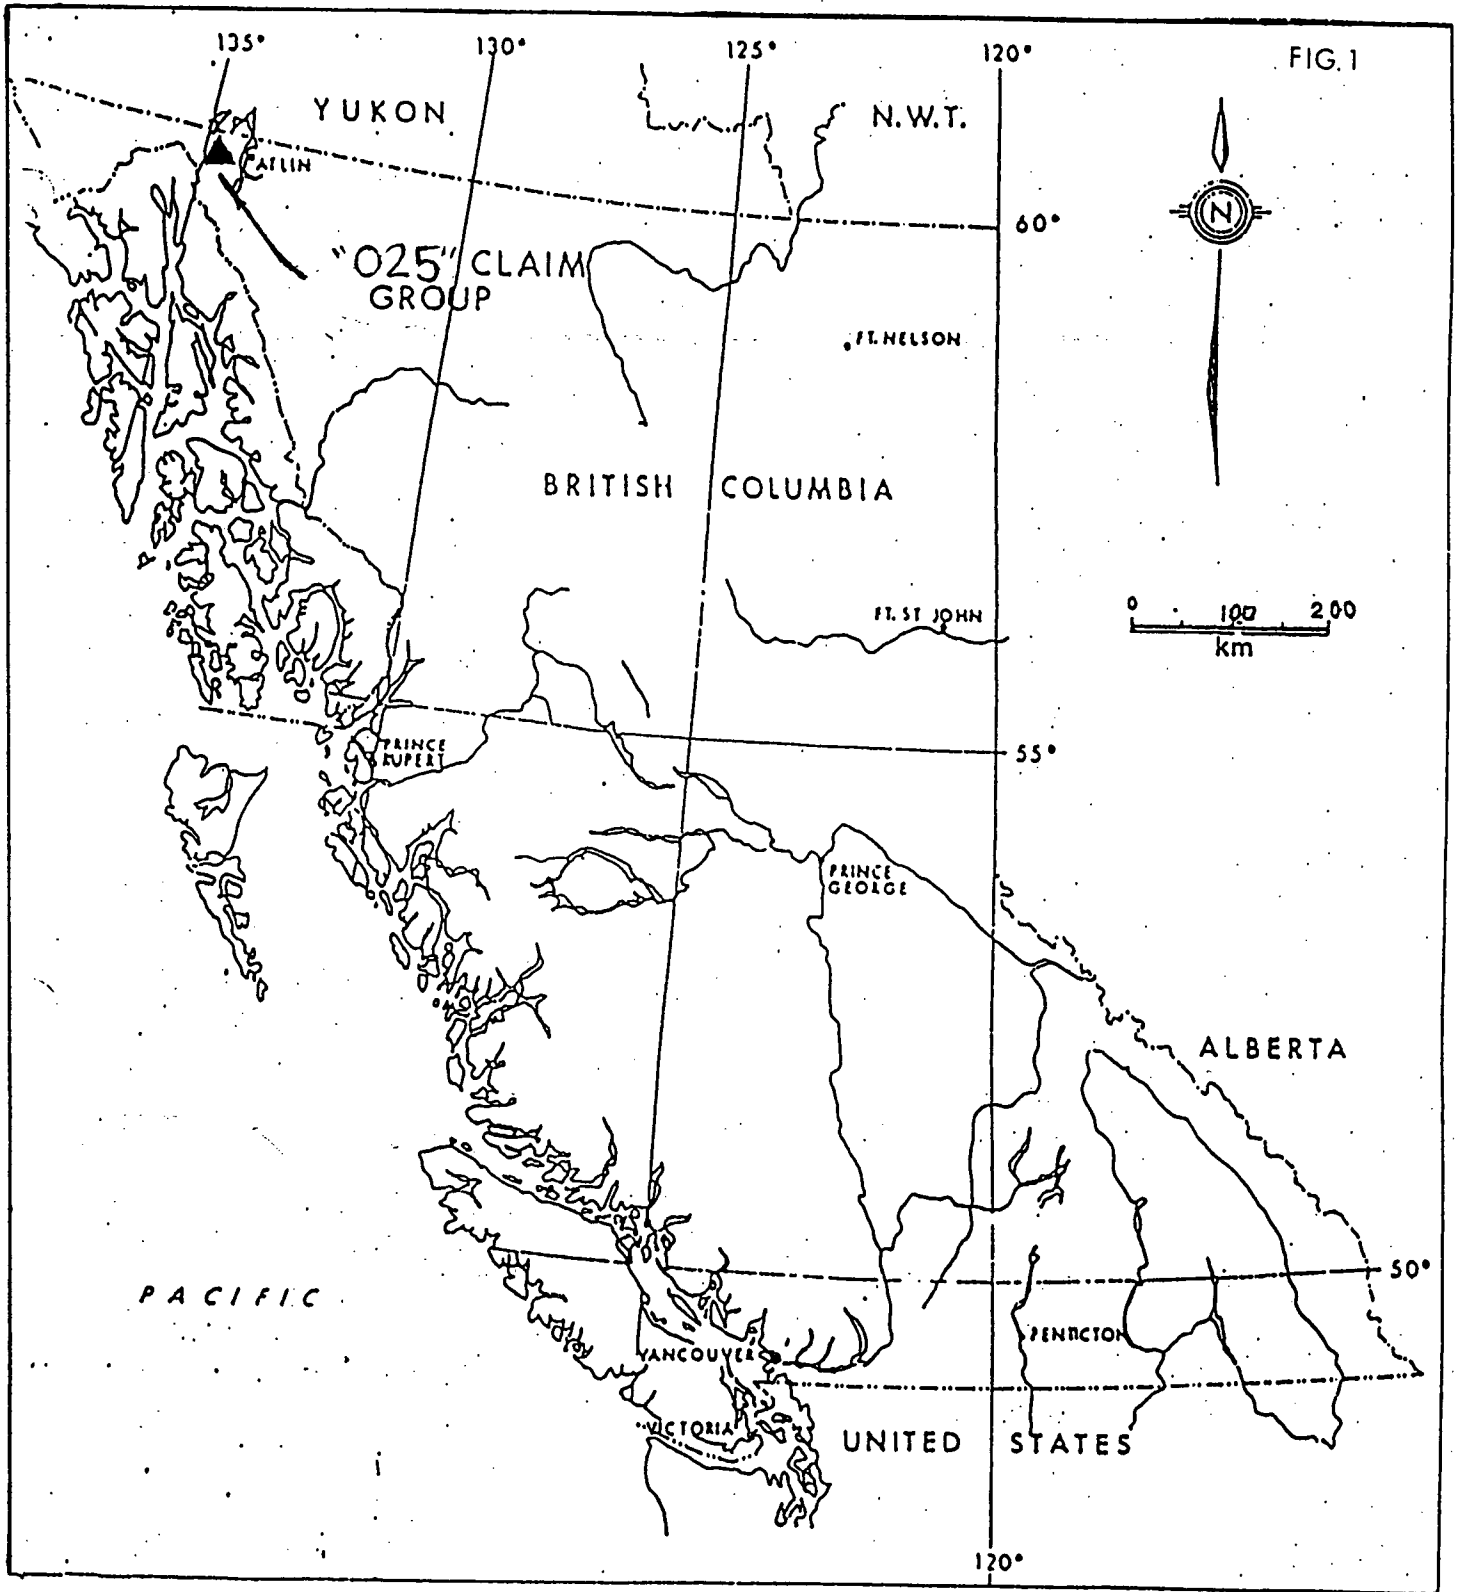 135°
130°
125°
120°
FIG. 1
YUKON
N.W.T.
ATLIN
60°
N
"025" CLAIM
GROUP
FT. NELSON
BRITISH COLUMBIA
0 100 200
km
FT. ST JOHN
55°
PRINCE
RUPERT
PRINCE
GEORGE
ALBERTA
50°
PACIFIC
PENTICTON
VANCOUVER
VICTORIA
UNITED STATES
120°